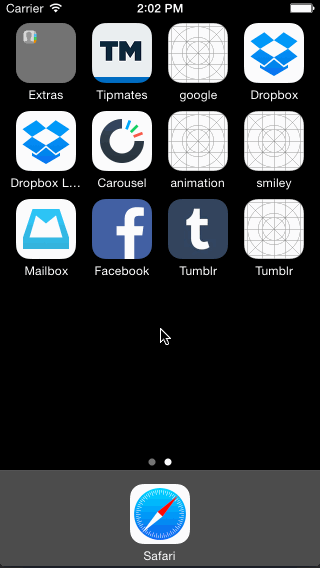 Carrier 2:02 PM
Extras Tipmates google Dropbox
Dropbox L... Carousel animation smiley
Mailbox Facebook Tumblr Tumblr
Safari
TM
f
t